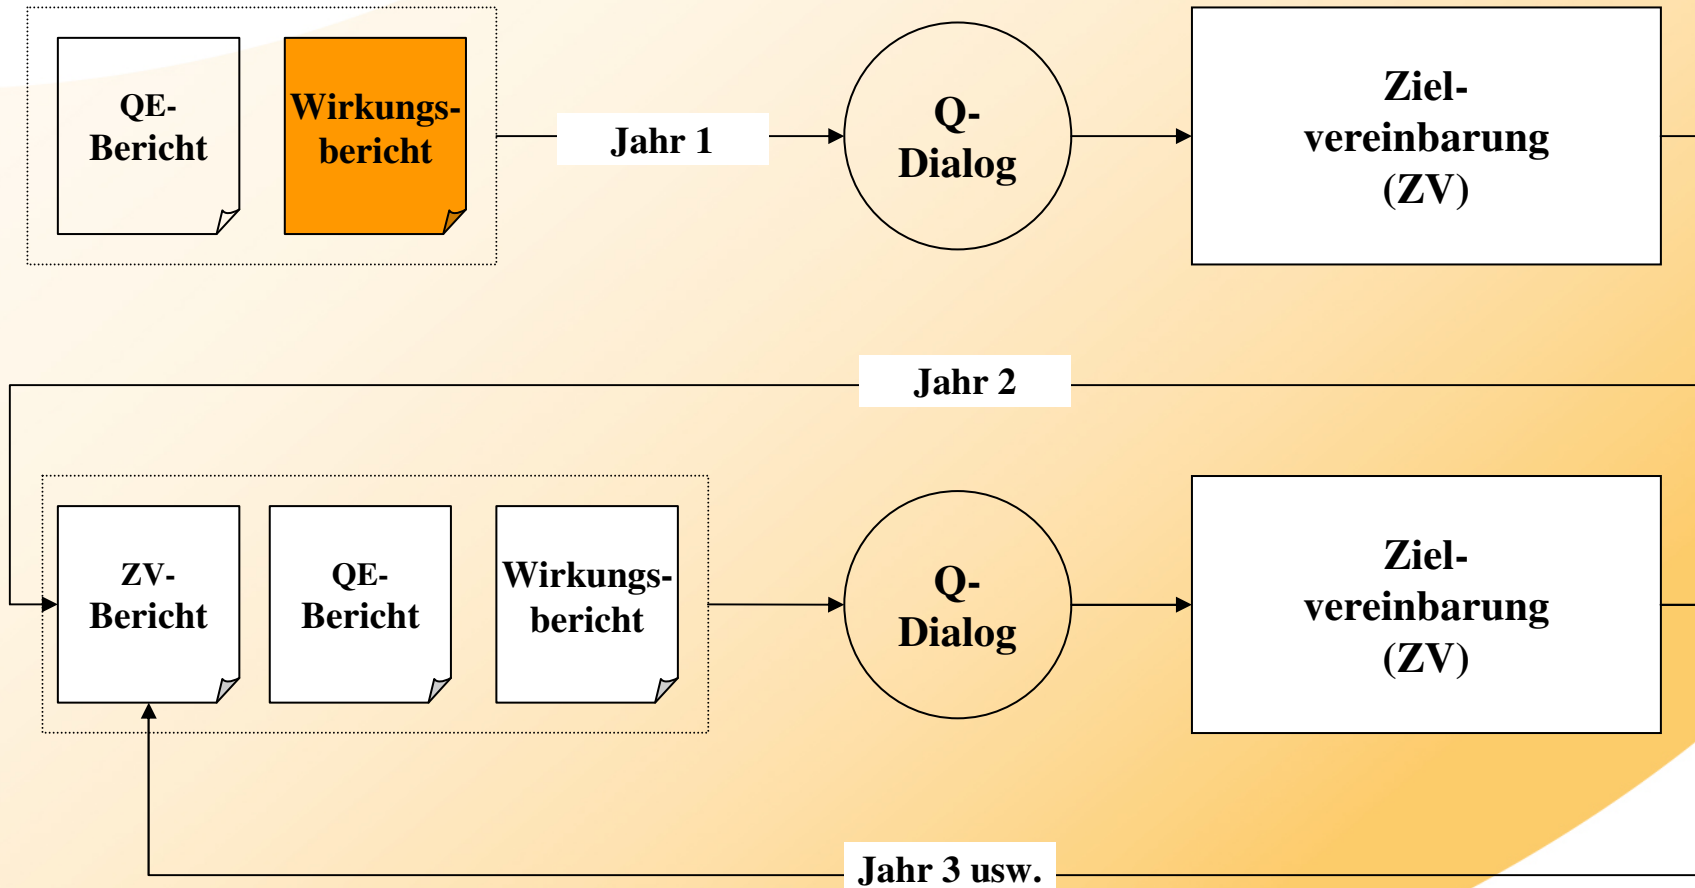 QE-
Bericht
Wirkungs-
bericht
Jahr 1
Q-
Dialog
Ziel-
vereinbarung
(ZV)
Jahr 2
ZV-
Bericht
QE-
Bericht
Wirkungs-
bericht
Q-
Dialog
Ziel-
vereinbarung
(ZV)
Jahr 3 usw.